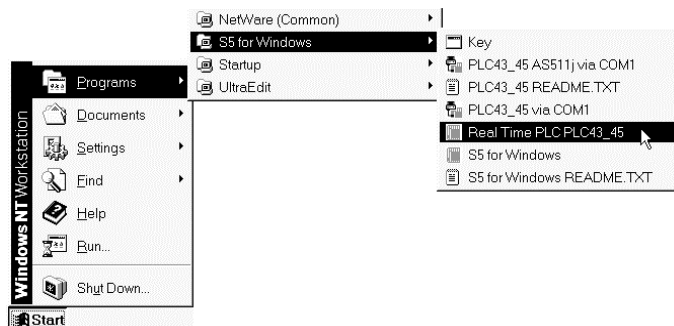 Windows NT Workstation
Programs
Documents
Settings
Find
Help
Run...
Shut Down...
Start
NetWare (Common)
S5 for Windows
Startup
UltraEdit
Key
PLC43_45 AS511j via COM1
PLC43_45 README.TXT
PLC43_45 via COM1
Real Time PLC PLC43_45
S5 for Windows
S5 for Windows README.TXT